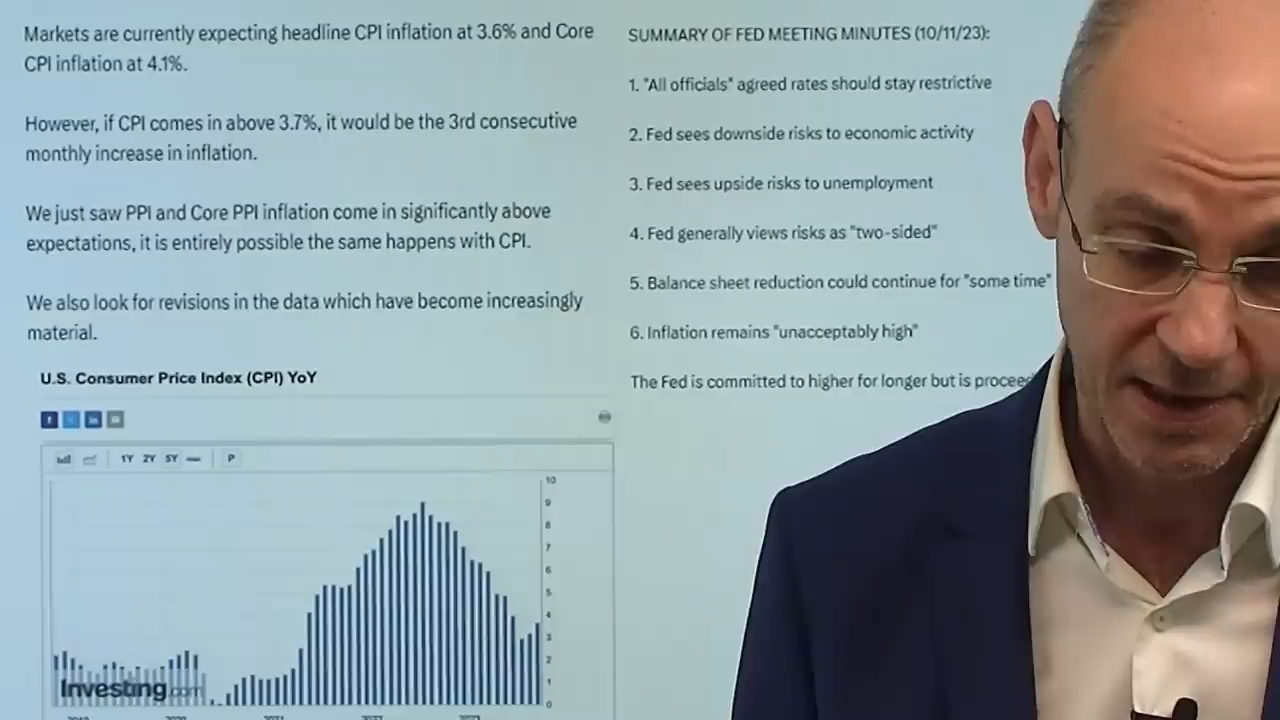 Markets are currently expecting headline CPI inflation at 3.6% and Core
CPI inflation at 4.1%.
However, if CPI comes in above 3.7%, it would be the 3rd consecutive
monthly increase in inflation.
We just saw PPI and Core PPI inflation come in significantly above
expectations, it is entirely possible the same happens with CPI.
We also look for revisions in the data which have become increasingly
material.
U.S. Consumer Price Index (CPI) YoY
1Y 2Y 5Y P
10
9
8
7
6
5
4
3
2
1
0
Investing.com
SUMMARY OF FED MEETING MINUTES (10/11/23):
1. "All officials" agreed rates should stay restrictive
2. Fed sees downside risks to economic activity
3. Fed sees upside risks to unemployment
4. Fed generally views risks as "two-sided"
5. Balance sheet reduction could continue for "some time"
6. Inflation remains "unacceptably high"
The Fed is committed to higher for longer but is